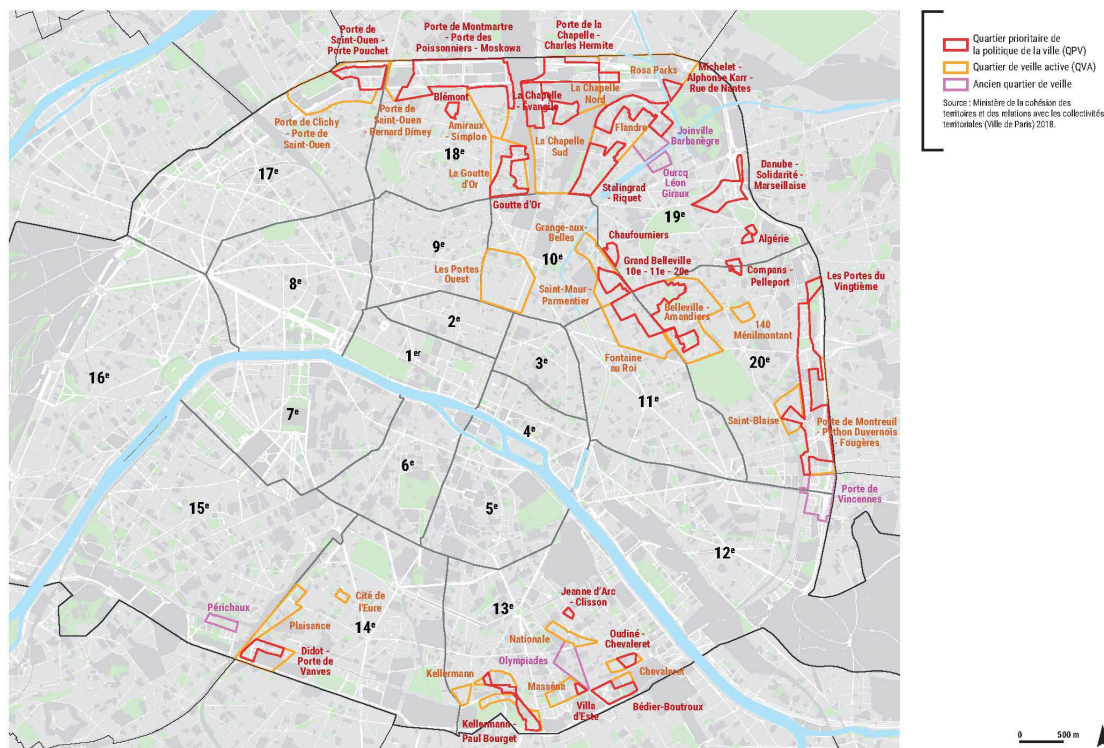 Porte de
Saint-Ouen -
Porte Pouchet
Porte de Montmartre -
Porte des
Poissonniers - Moskowa
Porte de la
Chapelle -
Charles Hermite
Rosa Parks
Michelet -
Alphonse Karr -
Rue de Nantes
Porte de Clichy
- Porte de
Saint-Ouen
Porte de
Saint-Ouen
- Bernard Dimey
Blémont
Amiraux -
Simplon
La Chapelle
- Evangile
La Chapelle
Nord
La Chapelle
Sud
Flandre
Joinville
Barbanègre
Ourcq
Léon
Giraux
La Goutte
d'Or
Goutte d'Or
Stalingrad
- Riquet
Danube -
Solidarité -
Marseillaise
17e
18e
19e
Algérie
Compans -
Pelleport
Les Portes du
Vingtième
Grange-aux-
Belles
Chaufourniers
Grand Belleville
10e - 11e - 20e
9e
10e
Les Portes
Ouest
Saint-Maur -
Parmentier
Belleville -
Amandiers
140
Ménilmontant
8e
2e
1er
3e
Fontaine
au Roi
20e
16e
7e
11e
Saint-Blaise
Porte de Montreuil
- Python Duvernois
- Fougères
4e
6e
5e
Porte de
Vincennes
15e
12e
Périchaux
Plaisance
Cité de
l'Eure
14e
Didot -
Porte de
Vanves
13e
Jeanne d'Arc
- Clisson
Nationale
Olympiades
Oudiné -
Chevaleret
Chevaleret
Kellermann
Masséna
Villa
d'Este
Bédier-Boutroux
Kellermann -
Paul Bourget
Quartier prioritaire de
la politique de la ville (QPV)
Quartier de veille active (QVA)
Ancien quartier de veille
Source : Ministère de la cohésion des
territoires et des relations avec les collectivités
territoriales (Ville de Paris) 2018.
0 500 m